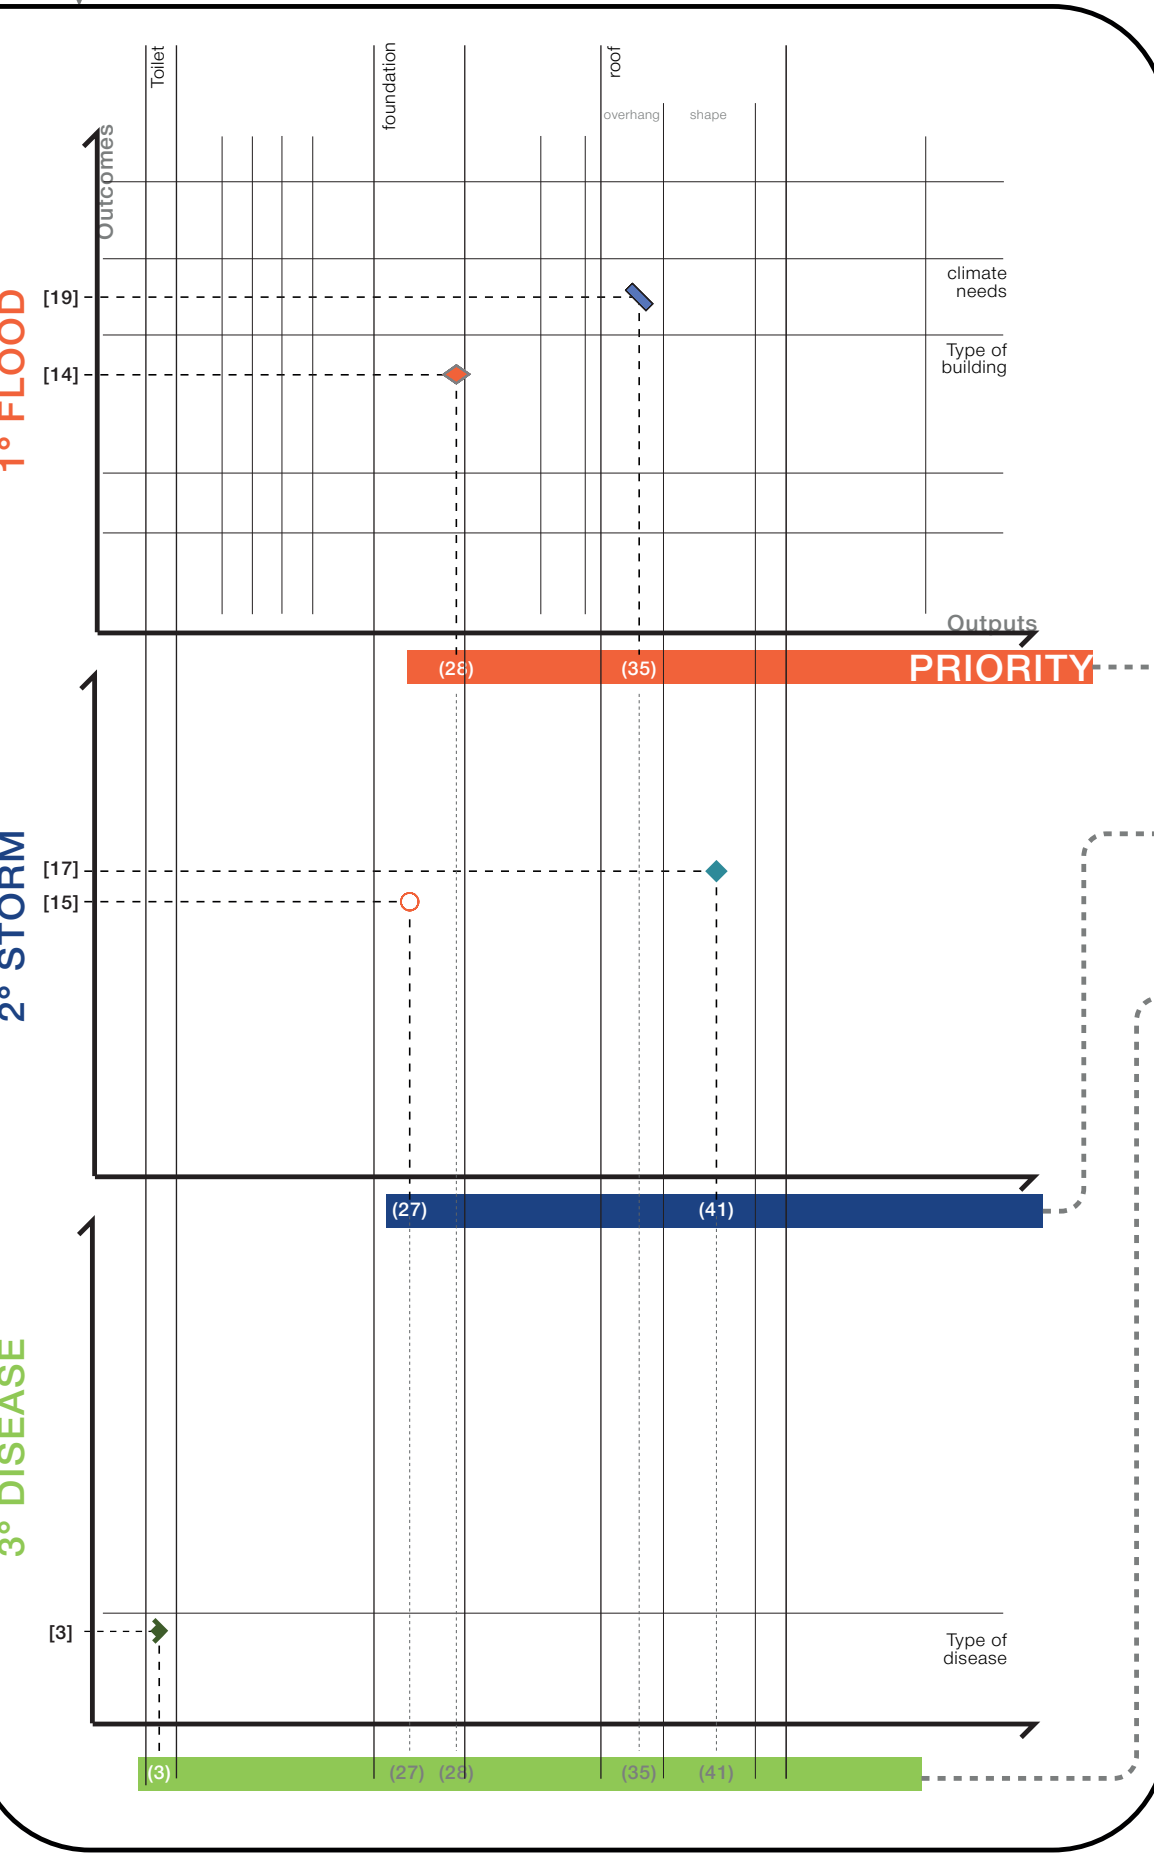 Toilet
foundation
roof
overhang
shape
Outcomes
1° FLOOD
[19]
climate
needs
[14]
Type of
building
Outputs
(28)
(35)
PRIORITY
2° STORM
[17]
[15]
(27)
(41)
3° DISEASE
[3]
Type of
disease
(3)
(27)
(28)
(35)
(41)